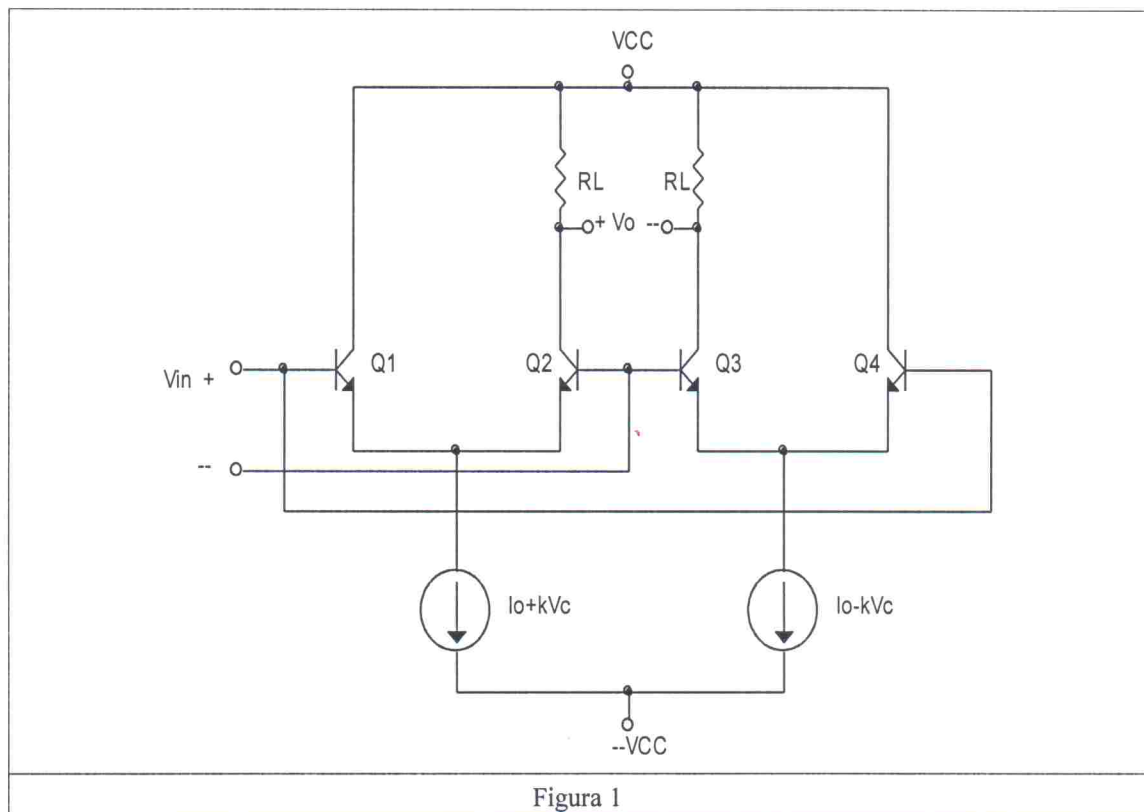 VCC
RL RL
+ Vo --
Vin + Q1 Q2 Q3 Q4
--
Io+kVc Io-kVc
--VCC
Figura 1